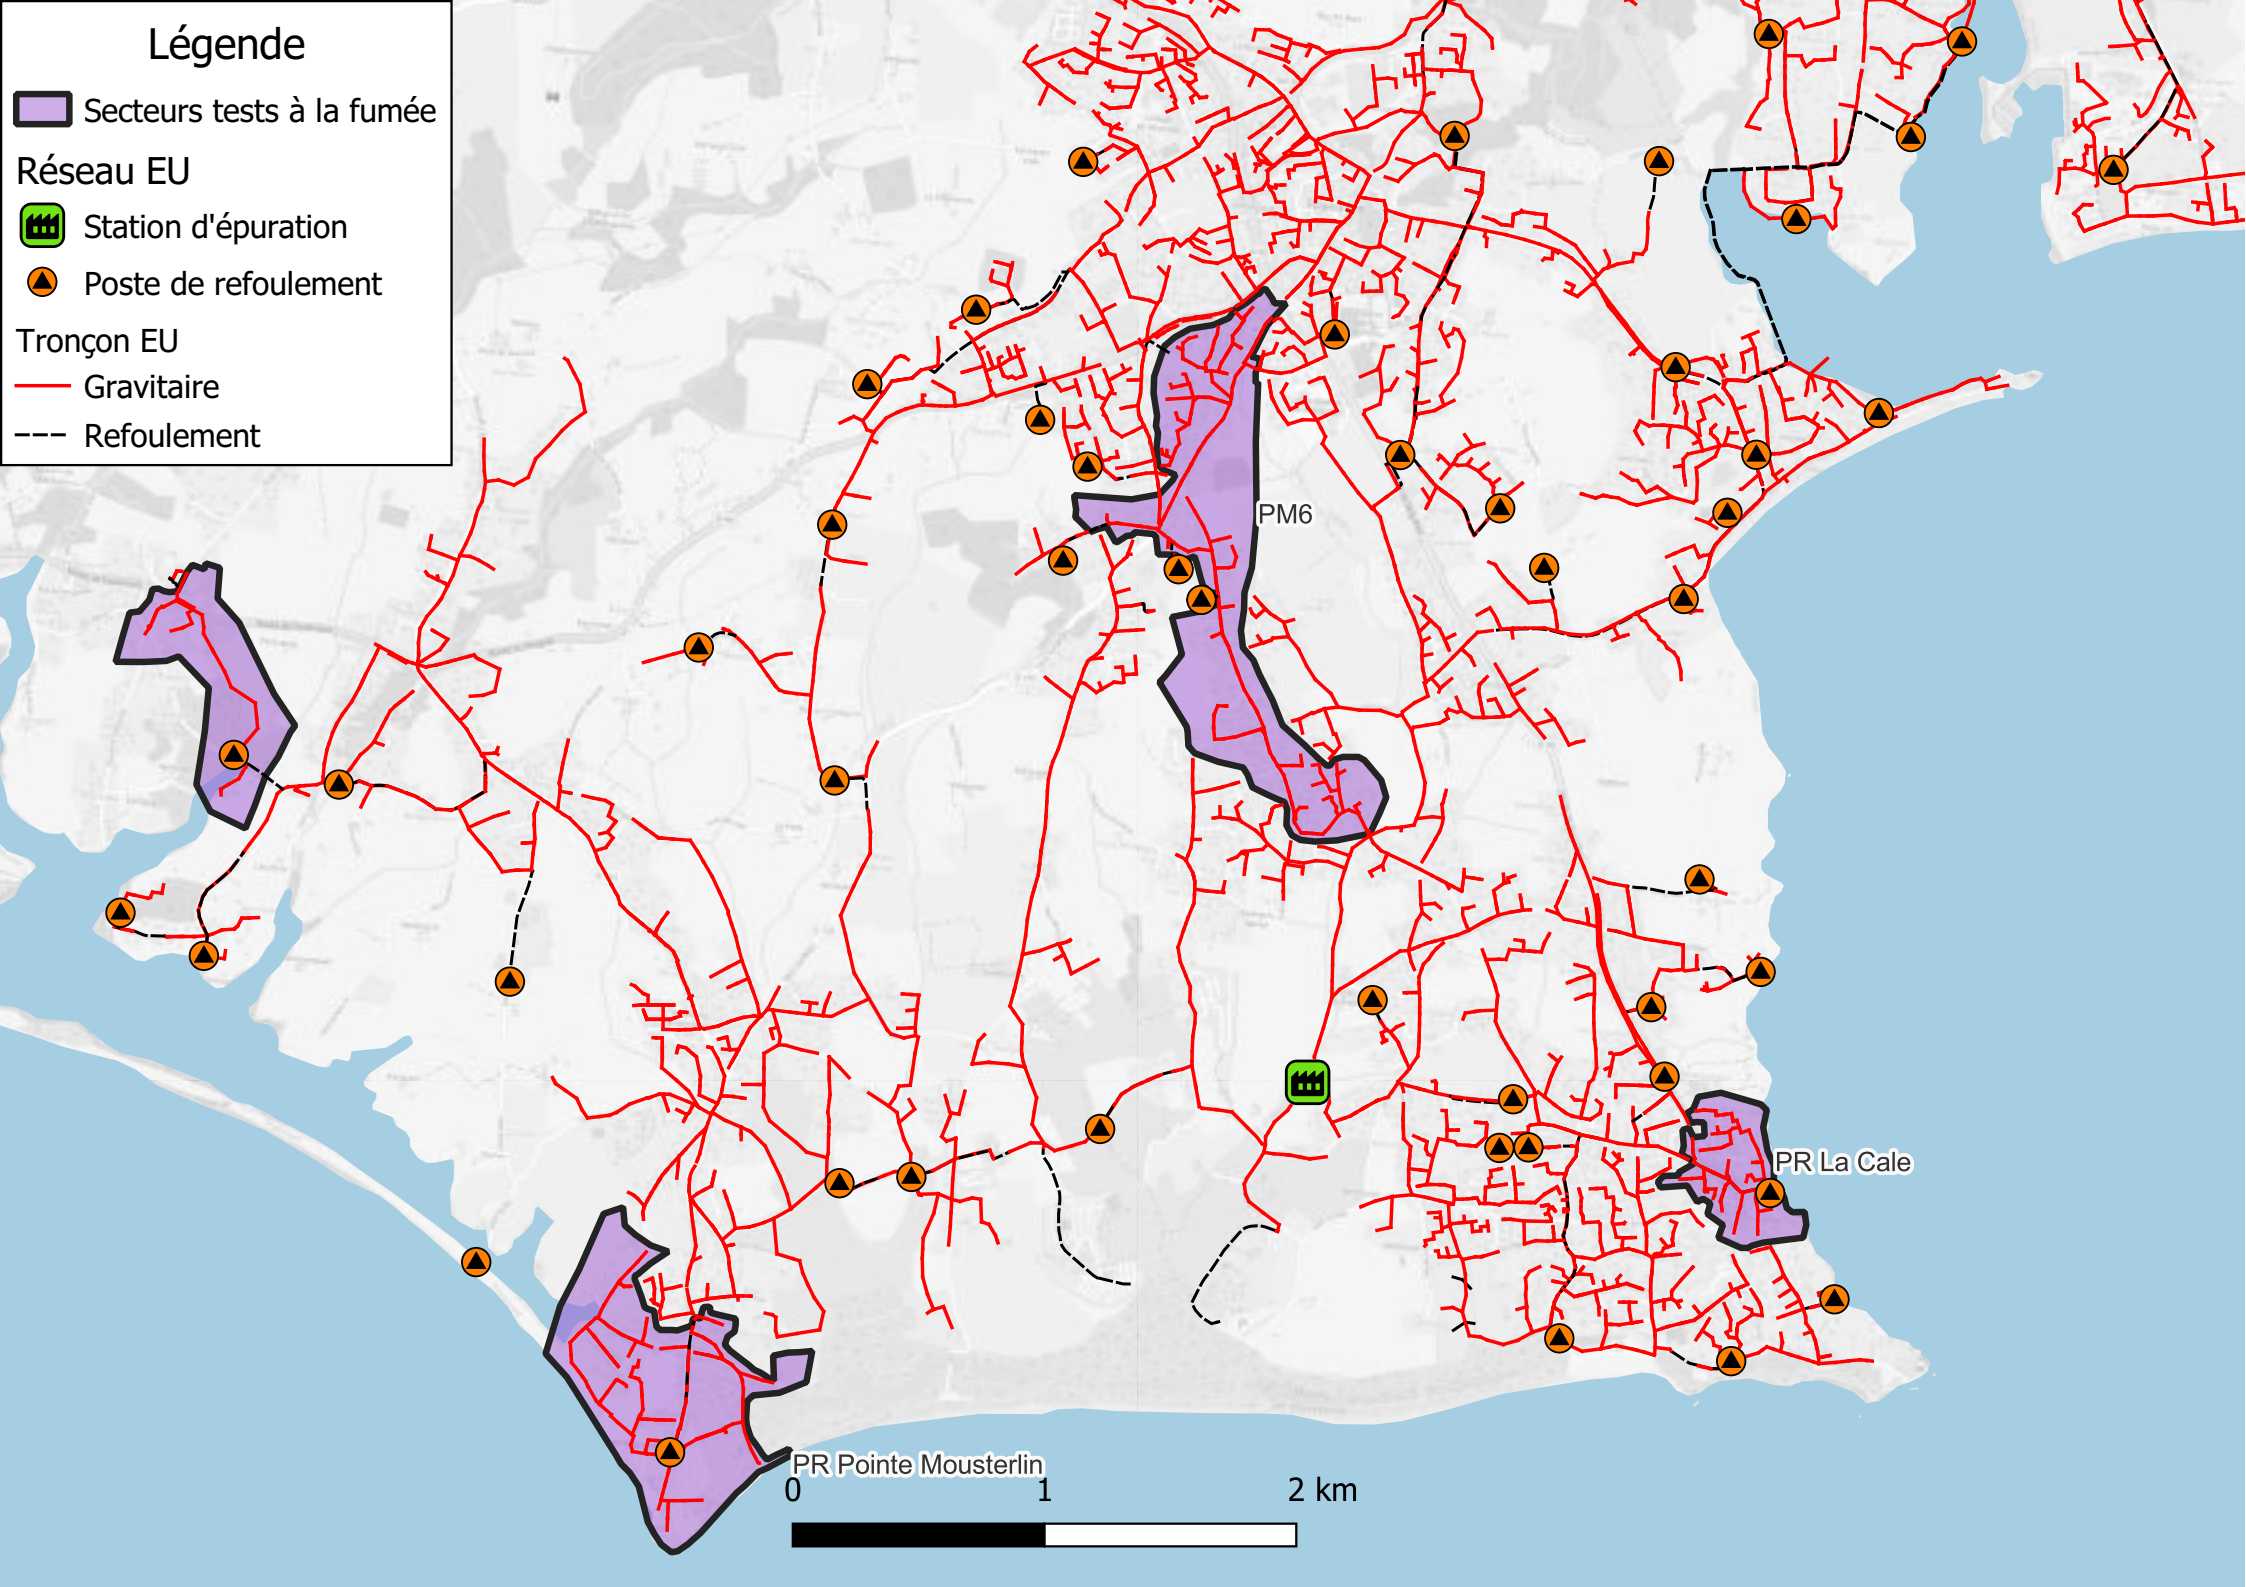 Légende
Secteurs tests à la fumée
Réseau EU
Station d'épuration
Poste de refoulement
Tronçon EU
Gravitaire
Refoulement
PM6
PR La Cale
PR Pointe Mousterlin
0 1 2 km